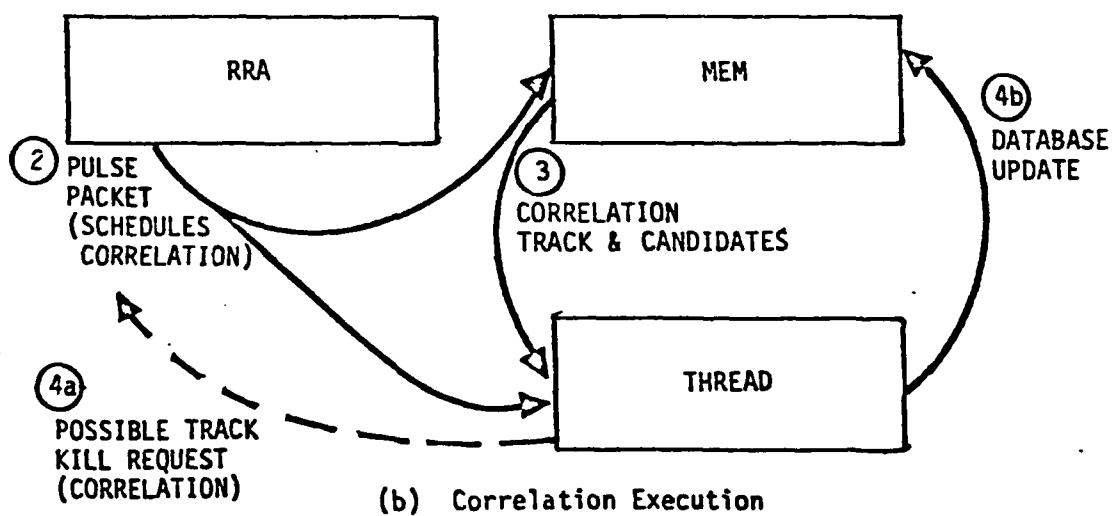 RRA
MEM
2 PULSE
PACKET
(SCHEDULES
CORRELATION)
3
CORRELATION
TRACK & CANDIDATES
4b
DATABASE
UPDATE
THREAD
4a
POSSIBLE TRACK
KILL REQUEST
(CORRELATION)
(b) Correlation Execution